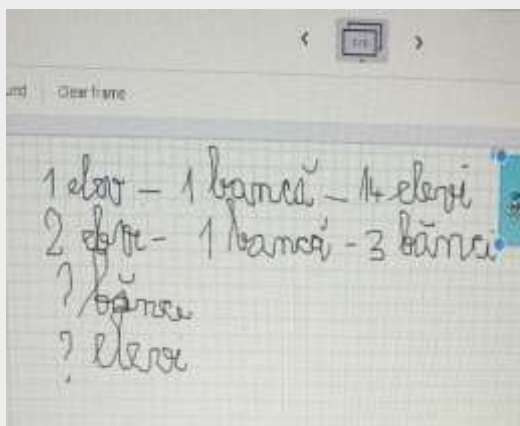 Clear frame
1 elev - 1 bancă - 14 elevi
2 elevi - 1 bancă - 3 bănci
? bănci
? elevi